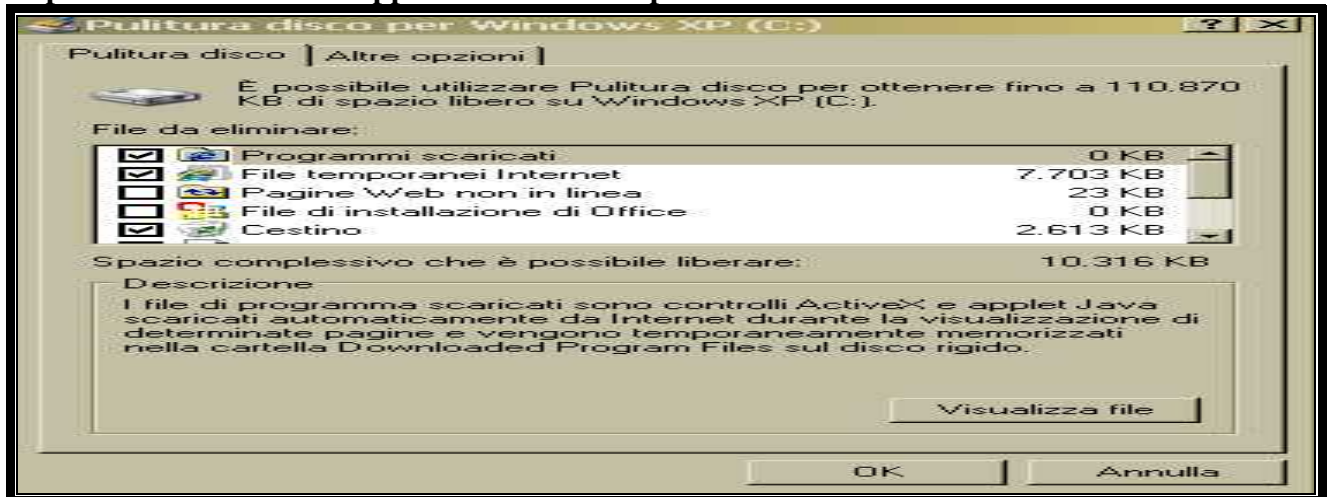 Pulitura disco per Windows XP (C:)
Pulitura disco Altre opzioni
È possibile utilizzare Pulitura disco per ottenere fino a 110.870
KB di spazio libero su Windows XP (C:).
File da eliminare:
Programmi scaricati 0 KB
File temporanei Internet 7.703 KB
Pagine Web non in linea 23 KB
File di installazione di Office 0 KB
Cestino 2.613 KB
Spazio complessivo che è possibile liberare: 10.316 KB
Descrizione
I file di programma scaricati sono controlli ActiveX e applet Java
scaricati automaticamente da Internet durante la visualizzazione di
determinate pagine e vengono temporaneamente memorizzati
nella cartella Downloaded Program Files sul disco rigido.
Visualizza file
OK Annulla